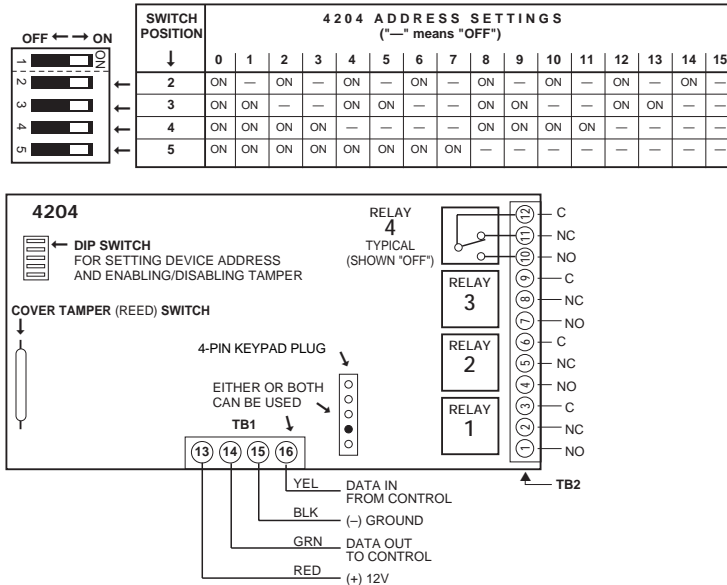 SWITCH POSITION
4204 ADDRESS SETTINGS
("—" means "OFF")
OFF ← → ON
↓ 0 1 2 3 4 5 6 7 8 9 10 11 12 13 14 15
2 ON — ON — ON — ON — ON — ON — ON — ON —
3 ON ON — — ON ON — — ON ON — — ON ON — —
4 ON ON ON ON — — — — ON ON ON ON — — — —
5 ON ON ON ON ON ON ON ON — — — — — — — —
ON
1
2
3
4
5
4204
DIP SWITCH
FOR SETTING DEVICE ADDRESS
AND ENABLING/DISABLING TAMPER
COVER TAMPER (REED) SWITCH
4-PIN KEYPAD PLUG
EITHER OR BOTH
CAN BE USED
TB1
13 14 15 16
RELAY
4
TYPICAL
(SHOWN "OFF")
RELAY
3
RELAY
2
RELAY
1
12 C
11 NC
10 NO
9 C
8 NC
7 NO
6 C
5 NC
4 NO
3 C
2 NC
1 NO
TB2
YEL DATA IN
FROM CONTROL
BLK (–) GROUND
GRN DATA OUT
TO CONTROL
RED (+) 12V